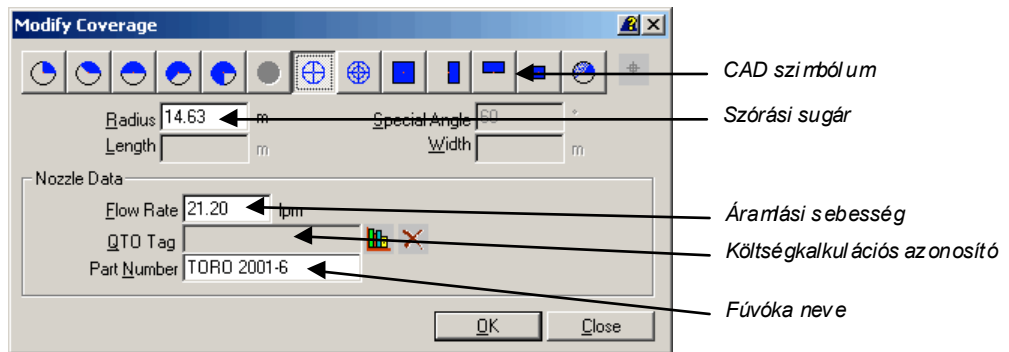 Modify Coverage
CAD szimbólum
Radius 14.63 m Special Angle 60 °
Szórási sugár
Length m Width m
Nozzle Data
Flow Rate 21.20 lpm
Áramlási sebesség
QTO Tag
Költségkalkulációs azonosító
Part Number TORO 2001-6
Fúvóka neve
OK Close